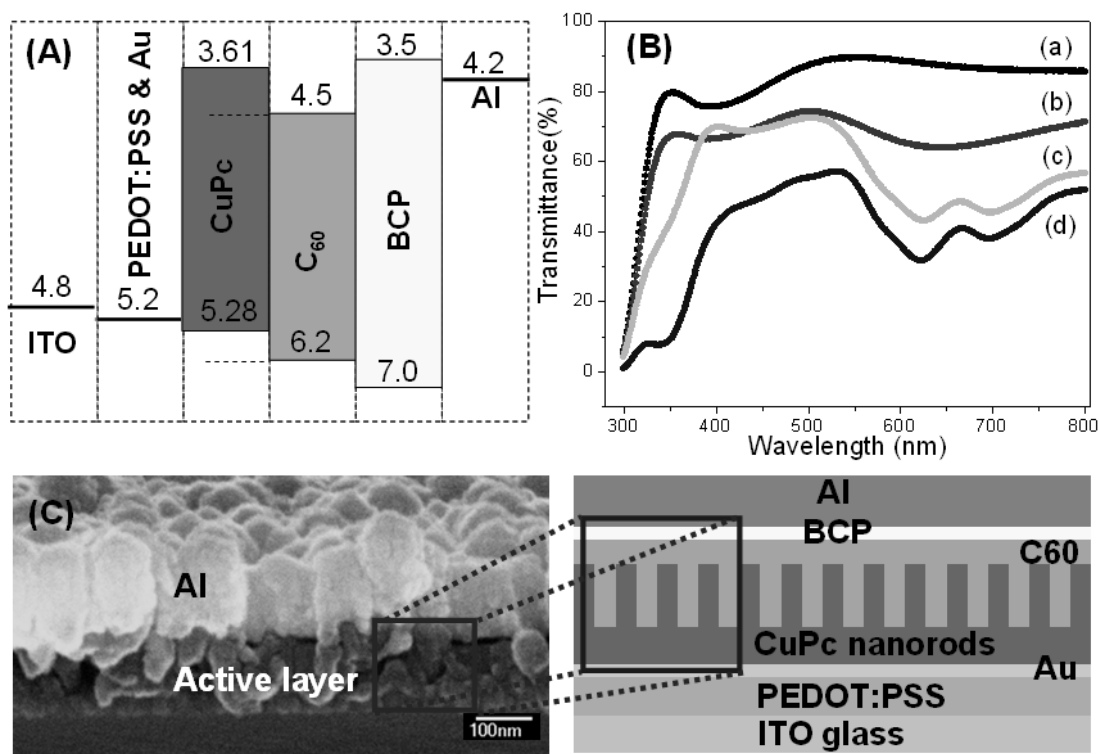 (A)
PEDOT:PSS & Au
3.61
4.5
3.5
4.2
Al
CuPc
C60
BCP
4.8
ITO
5.2
5.28
6.2
7.0
(B)
Transmittance(%)
100
80
60
40
20
0
(a)
(b)
(c)
(d)
300
400
500
600
700
800
Wavelength (nm)
(C)
Al
Active layer
100nm
Al
BCP
C60
CuPc nanorods
Au
PEDOT:PSS
ITO glass